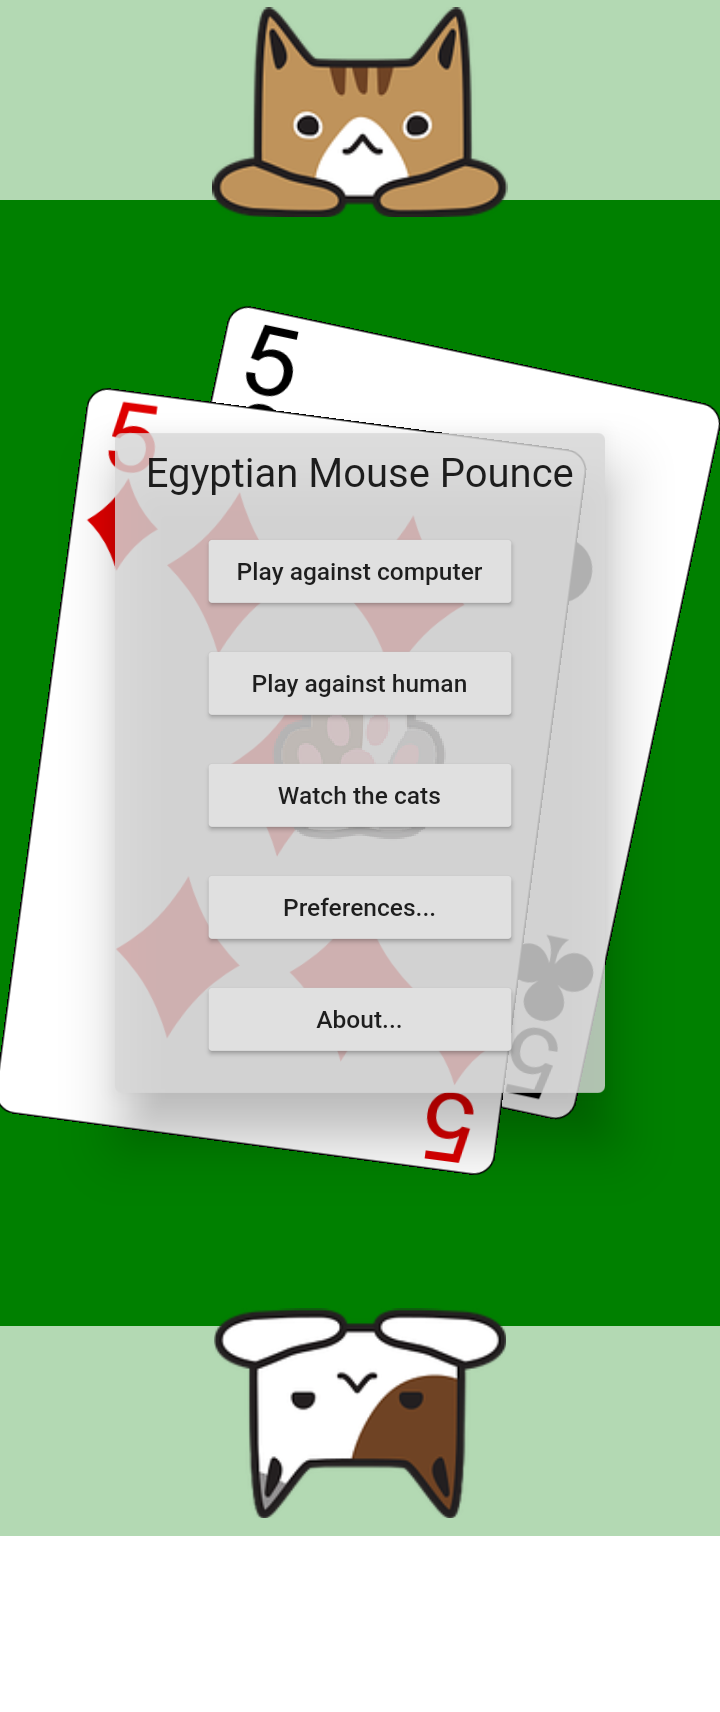 5
5
Egyptian Mouse Pounce
Play against computer
Play against human
Watch the cats
Preferences...
About...
5
5